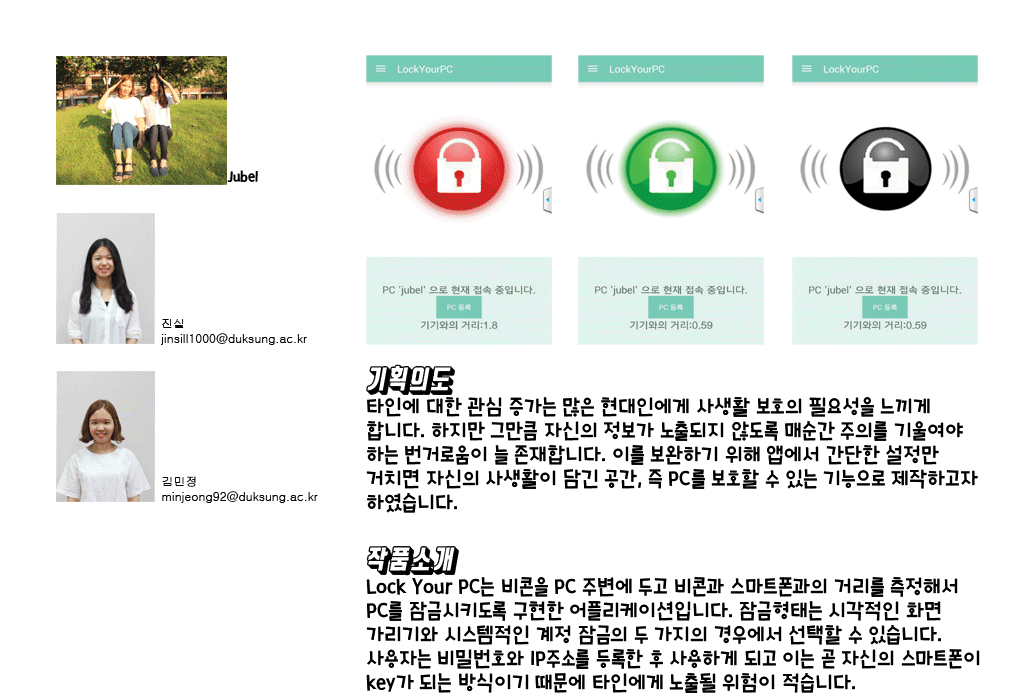 Jubel
진실
jinsill1000@duksung.ac.kr
김민정
minjeong92@duksung.ac.kr
LockYourPC
PC 'jubel' 으로 현재 접속 중입니다.
PC 등록
기기와의 거리:1.8
LockYourPC
PC 'jubel' 으로 현재 접속 중입니다.
PC 등록
기기와의 거리:0.59
LockYourPC
PC 'jubel' 으로 현재 접속 중입니다.
PC 등록
기기와의 거리:0.59
기획의도
타인에 대한 관심 증가는 많은 현대인에게 사생활 보호의 필요성을 느끼게
합니다. 하지만 그만큼 자신의 정보가 노출되지 않도록 매순간 주의를 기울여야
하는 번거로움이 늘 존재합니다. 이를 보완하기 위해 앱에서 간단한 설정만
거치면 자신의 사생활이 담긴 공간, 즉 PC를 보호할 수 있는 기능으로 제작하고자
하였습니다.
작품소개
Lock Your PC는 비콘을 PC 주변에 두고 비콘과 스마트폰과의 거리를 측정해서
PC를 잠금시키도록 구현한 어플리케이션입니다. 잠금형태는 시각적인 화면
가리기와 시스템적인 계정 잠금의 두 가지의 경우에서 선택할 수 있습니다.
사용자는 비밀번호와 IP주소를 등록한 후 사용하게 되고 이는 곧 자신의 스마트폰이
key가 되는 방식이기 때문에 타인에게 노출될 위험이 적습니다.